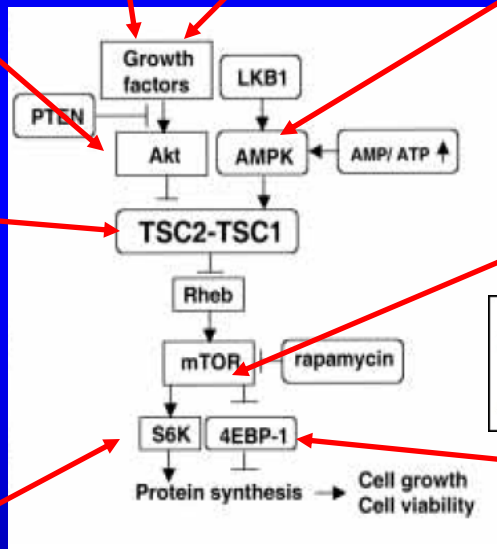 Growth
factors
LKB1
PTEN
Akt
AMPK
AMP/ ATP
TSC2-TSC1
Rheb
mTOR
rapamycin
S6K
4EBP-1
Protein synthesis
Cell growth
Cell viability